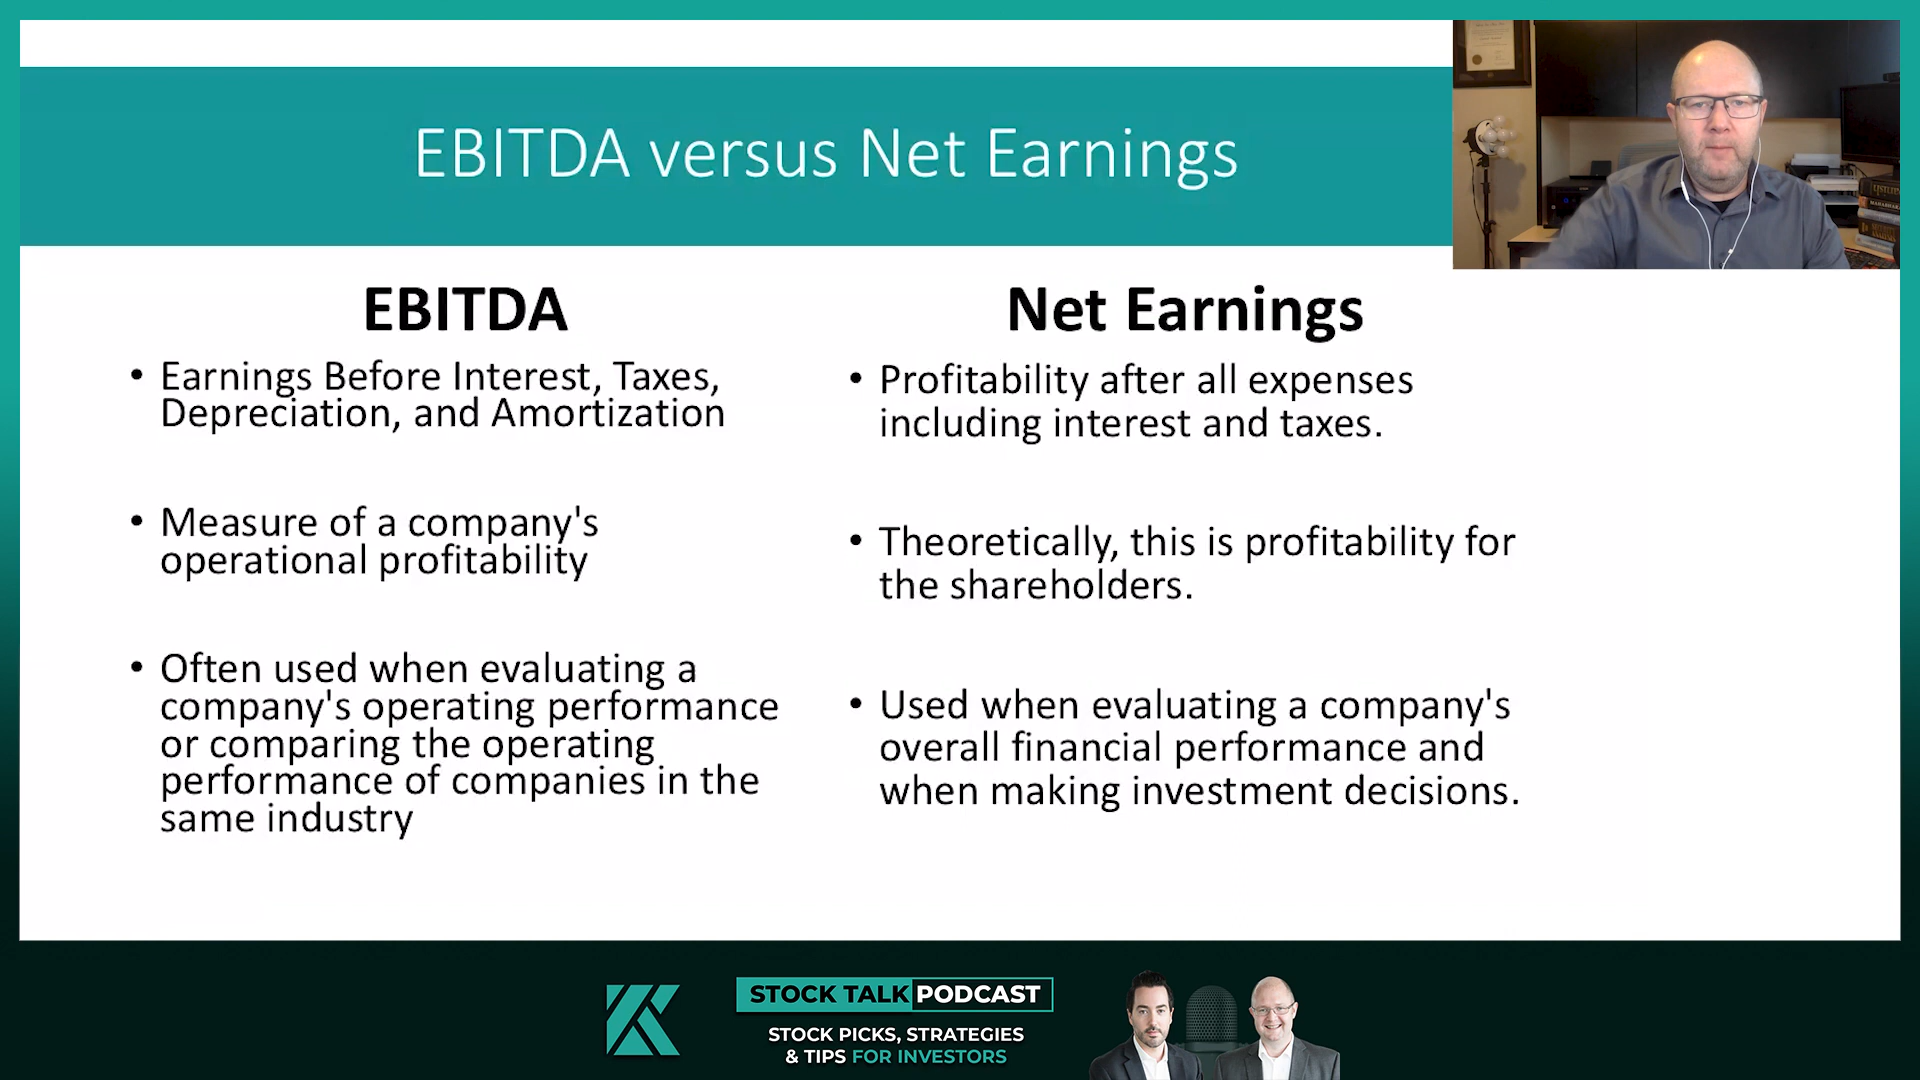 EBITDA versus Net Earnings
EBITDA
• Earnings Before Interest, Taxes,
Depreciation, and Amortization
• Measure of a company's
operational profitability
• Often used when evaluating a
company's operating performance
or comparing the operating
performance of companies in the
same industry
Net Earnings
• Profitability after all expenses
including interest and taxes.
• Theoretically, this is profitability for
the shareholders.
• Used when evaluating a company's
overall financial performance and
when making investment decisions.
STOCK TALK PODCAST
STOCK PICKS, STRATEGIES
& TIPS FOR INVESTORS